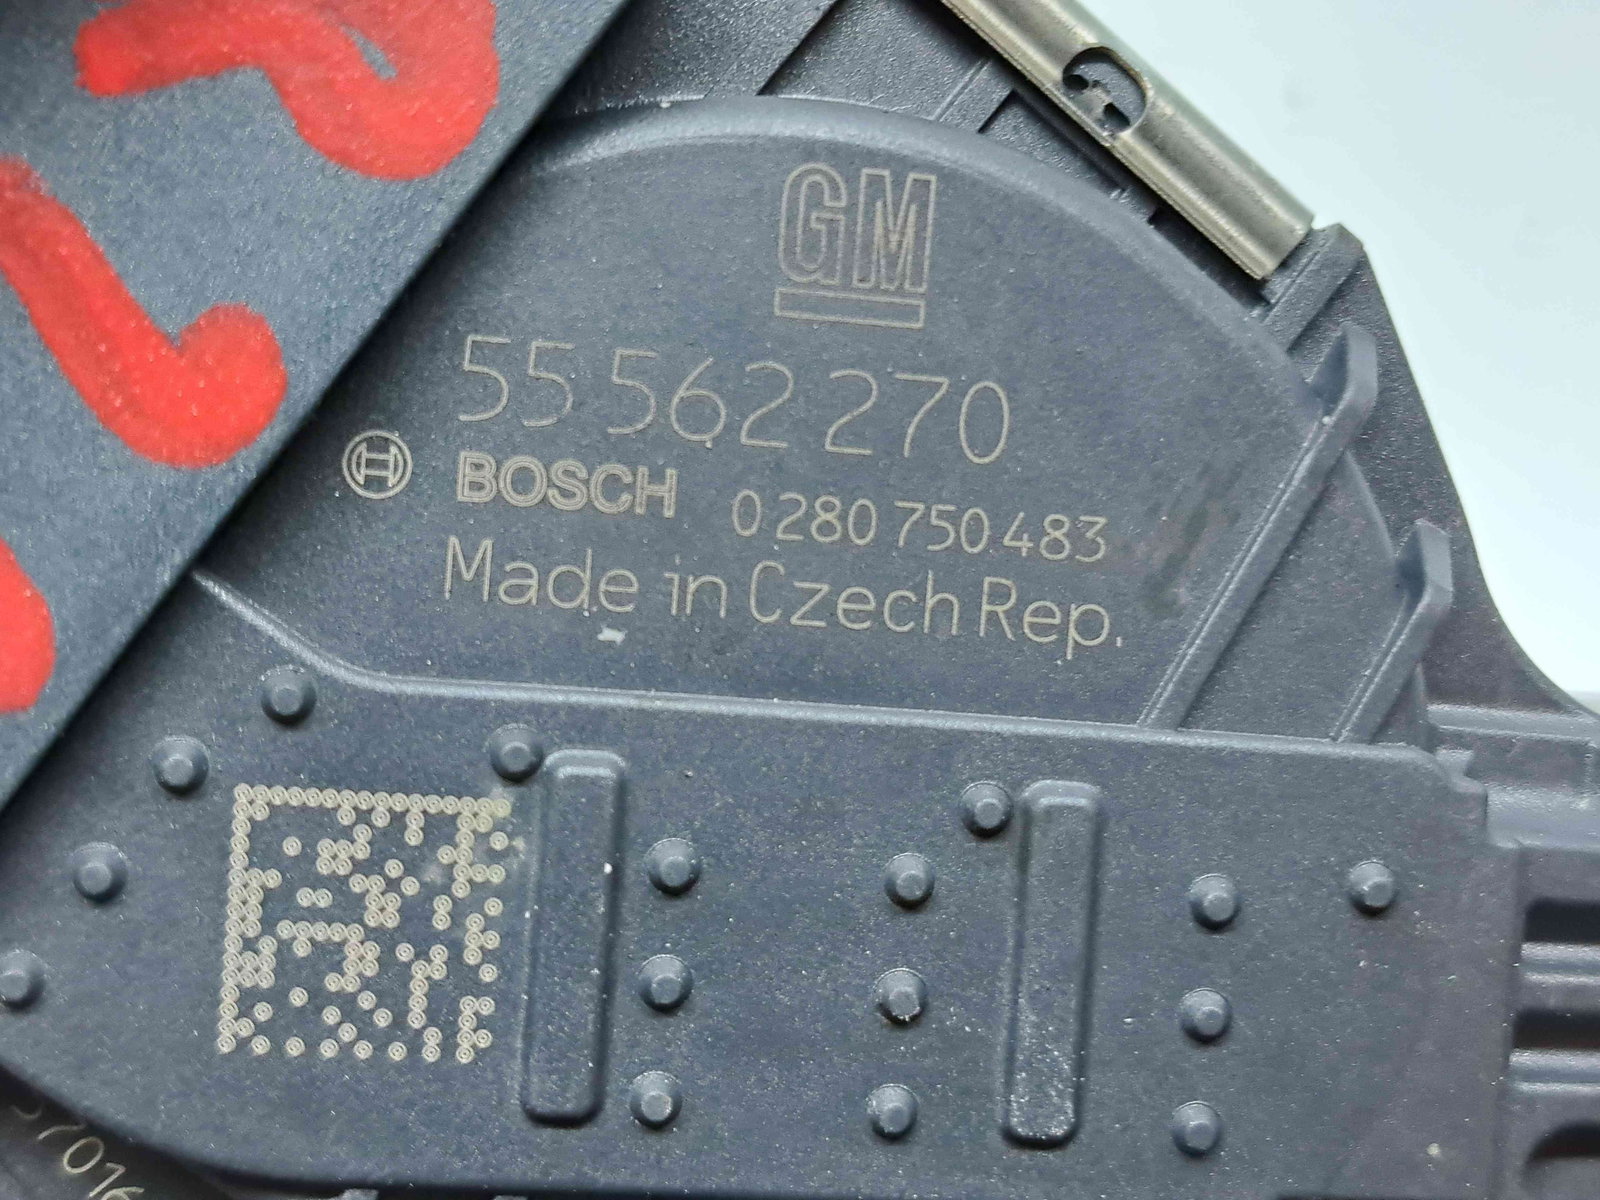 GM
55 562 270
BOSCH 0 280 750 483
Made in Czech Rep.